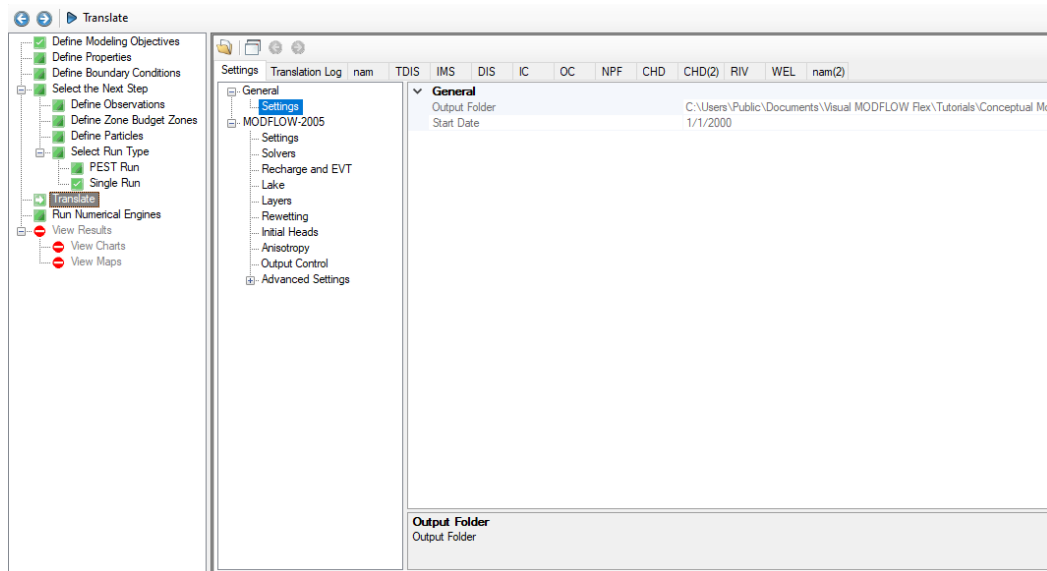 Translate
Define Modeling Objectives
Define Properties
Define Boundary Conditions
Select the Next Step
Define Observations
Define Zone Budget Zones
Define Particles
Select Run Type
PEST Run
Single Run
Translate
Run Numerical Engines
View Results
View Charts
View Maps
Settings Translation Log nam TDIS IMS DIS IC OC NPF CHD CHD(2) RIV WEL nam(2)
General
Settings
MODFLOW-2005
Settings
Solvers
Recharge and EVT
Lake
Layers
Rewetting
Initial Heads
Anisotropy
Output Control
Advanced Settings
General
Output Folder C:\Users\Public\Documents\Visual MODFLOW Flex\Tutorials\Conceptual Mo
Start Date 1/1/2000
Output Folder
Output Folder